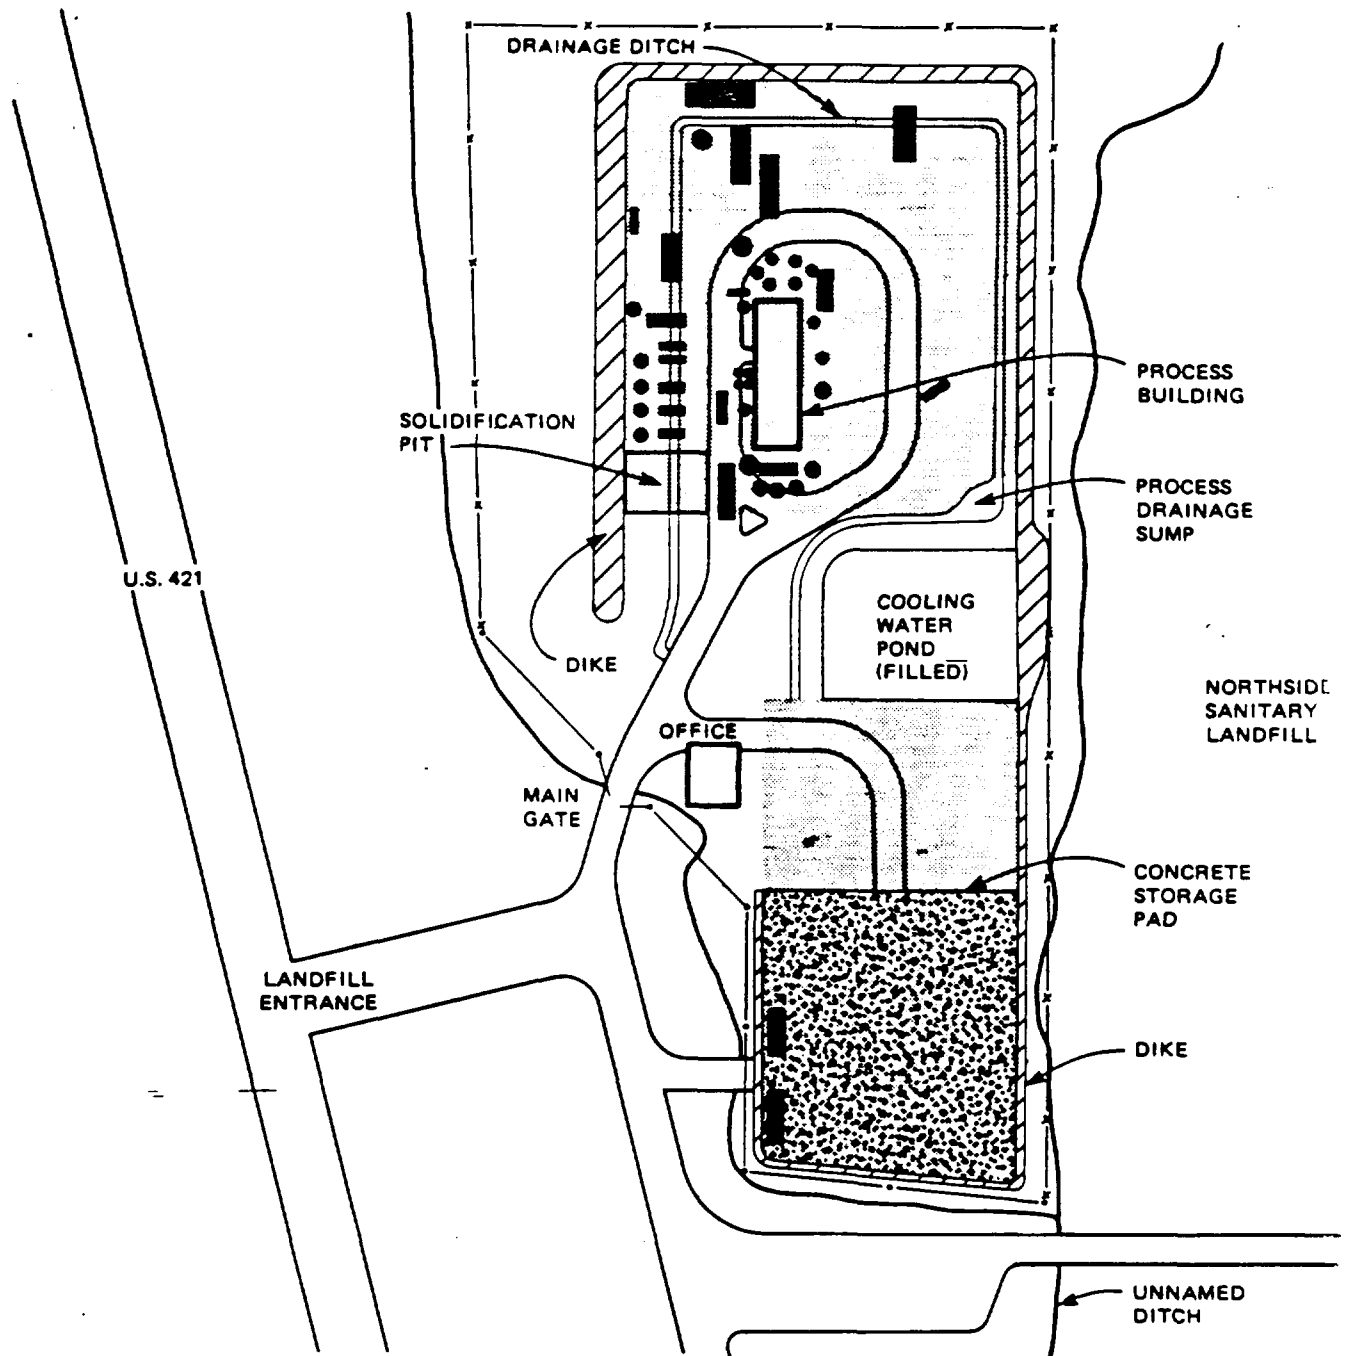 DRAINAGE DITCH
PROCESS
BUILDING
SOLIDIFICATION
PIT
PROCESS
DRAINAGE
SUMP
U.S. 421
COOLING
WATER
POND
(FILLED)
DIKE
NORTHSIDE
SANITARY
LANDFILL
OFFICE
MAIN
GATE
CONCRETE
STORAGE
PAD
LANDFILL
ENTRANCE
DIKE
UNNAMED
DITCH